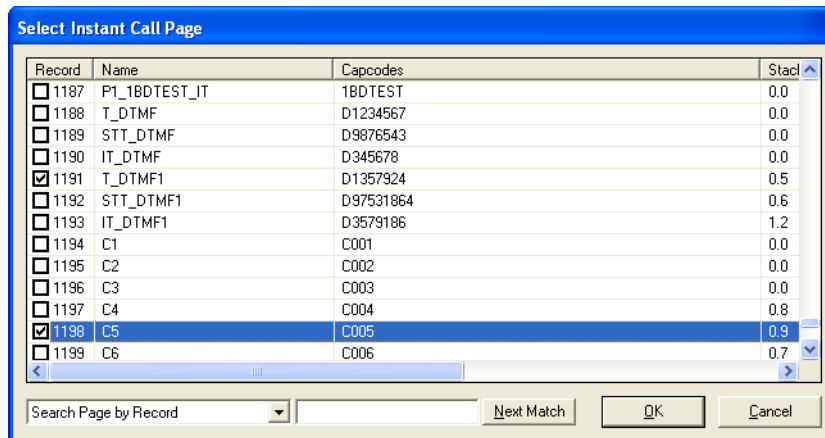 Select Instant Call Page
Record Name Capcodes Stac
1187 P1_1BDTEST_IT 1BDTEST 0.0
1188 T_DTMF D1234567 0.0
1189 STT_DTMF D9876543 0.0
1190 IT_DTMF D345678 0.0
1191 T_DTMF1 D1357924 0.5
1192 STT_DTMF1 D97531864 0.6
1193 IT_DTMF1 D3579186 1.2
1194 C1 C001 0.0
1195 C2 C002 0.0
1196 C3 C003 0.0
1197 C4 C004 0.8
1198 C5 C005 0.9
1199 C6 C006 0.7
Search Page by Record Next Match OK Cancel